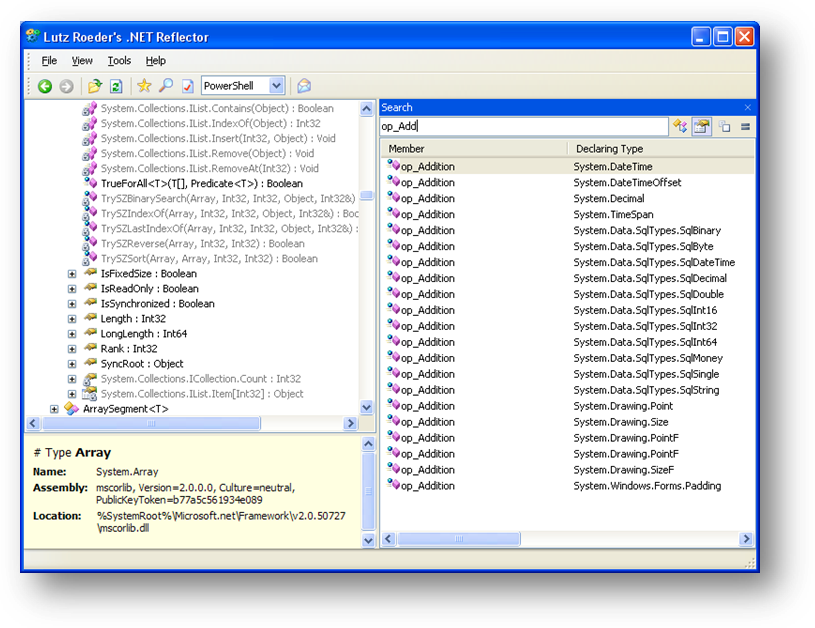 Lutz Roeder's .NET Reflector
File View Tools Help
PowerShell
System.Collections.IList.Contains(Object) : Boolean
System.Collections.IList.IndexOf(Object) : Int32
System.Collections.IList.Insert(Int32, Object) : Void
System.Collections.IList.Remove(Object) : Void
System.Collections.IList.RemoveAt(Int32) : Void
TrueForAll<T>(T[], Predicate<T>) : Boolean
TrySZBinarySearch(Array, Int32, Int32, Object, Int32&)
TrySZIndexOf(Array, Int32, Int32, Object, Int32&) : Boo
TrySZLastIndexOf(Array, Int32, Int32, Object, Int32&) :
TrySZReverse(Array, Int32, Int32) : Boolean
TrySZSort(Array, Array, Int32, Int32) : Boolean
IsFixedSize : Boolean
IsReadOnly : Boolean
IsSynchronized : Boolean
Length : Int32
LongLength : Int64
Rank : Int32
SyncRoot : Object
System.Collections.ICollection.Count : Int32
System.Collections.IList.Item[Int32] : Object
ArraySegment<T>
# Type Array
Name: System.Array
Assembly: mscorlib, Version=2.0.0.0, Culture=neutral,
PublicKeyToken=b77a5c561934e089
Location: %SystemRoot%\Microsoft.net\Framework\v2.0.50727
\mscorlib.dll
Search
op_Add
Member Declaring Type
op_Addition System.DateTime
op_Addition System.DateTimeOffset
op_Addition System.Decimal
op_Addition System.TimeSpan
op_Addition System.Data.SqlTypes.SqlBinary
op_Addition System.Data.SqlTypes.SqlByte
op_Addition System.Data.SqlTypes.SqlDateTime
op_Addition System.Data.SqlTypes.SqlDecimal
op_Addition System.Data.SqlTypes.SqlDouble
op_Addition System.Data.SqlTypes.SqlInt16
op_Addition System.Data.SqlTypes.SqlInt32
op_Addition System.Data.SqlTypes.SqlInt64
op_Addition System.Data.SqlTypes.SqlMoney
op_Addition System.Data.SqlTypes.SqlSingle
op_Addition System.Data.SqlTypes.SqlString
op_Addition System.Drawing.Point
op_Addition System.Drawing.Size
op_Addition System.Drawing.PointF
op_Addition System.Drawing.PointF
op_Addition System.Drawing.SizeF
op_Addition System.Windows.Forms.Padding